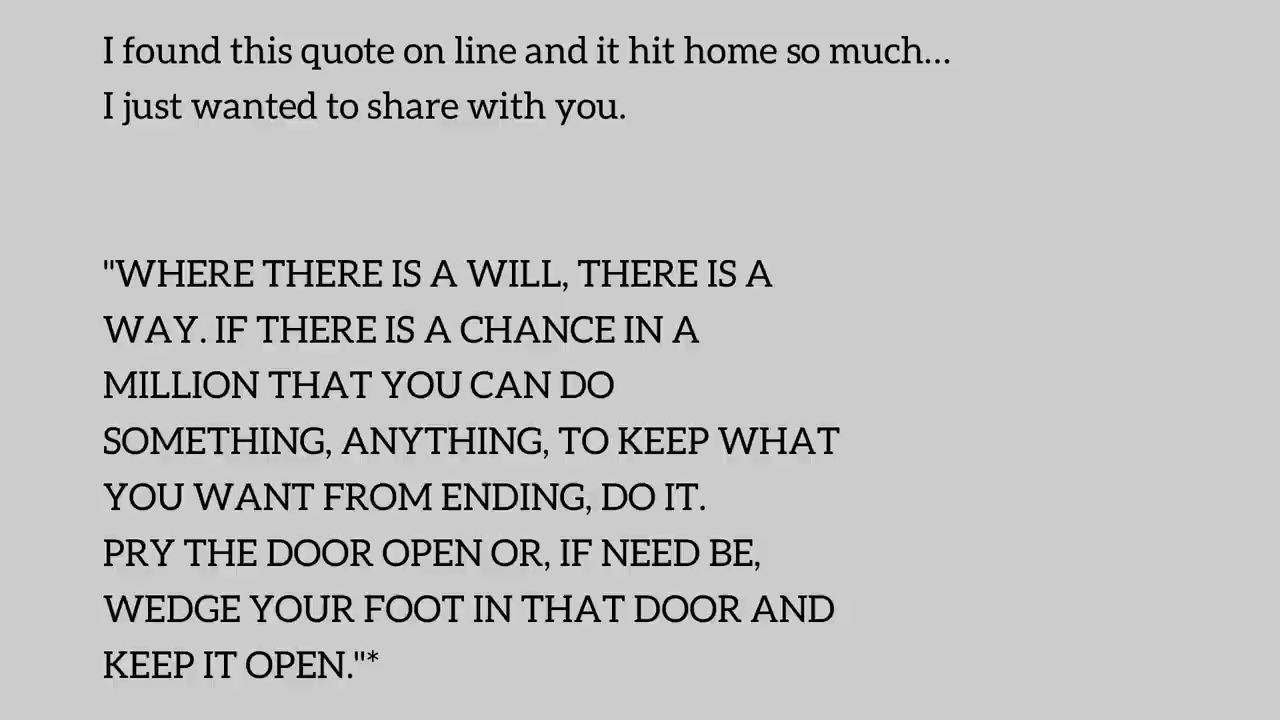 I found this quote on line and it hit home so much...
I just wanted to share with you.
"WHERE THERE IS A WILL, THERE IS A
WAY. IF THERE IS A CHANCE IN A
MILLION THAT YOU CAN DO
SOMETHING, ANYTHING, TO KEEP WHAT
YOU WANT FROM ENDING, DO IT.
PRY THE DOOR OPEN OR, IF NEED BE,
WEDGE YOUR FOOT IN THAT DOOR AND
KEEP IT OPEN."*